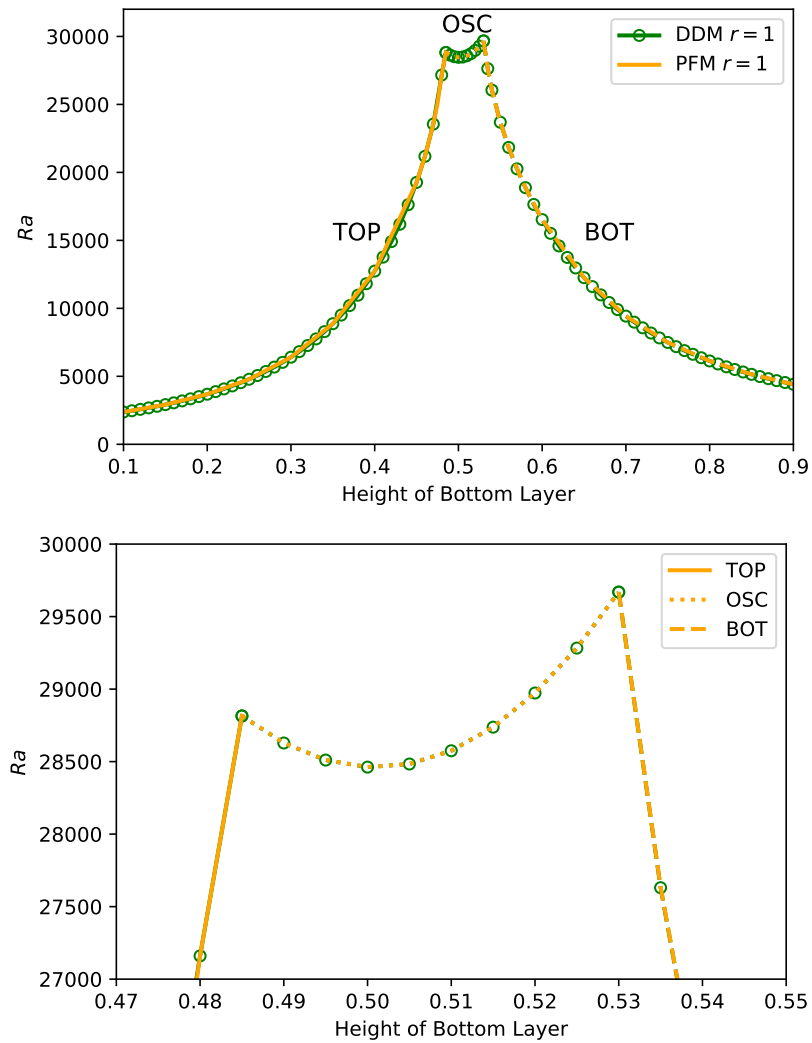 OSC
DDM r = 1
PFM r = 1
30000
25000
20000
15000
10000
5000
0
Ra
TOP
BOT
0.1 0.2 0.3 0.4 0.5 0.6 0.7 0.8 0.9
Height of Bottom Layer
30000
29500
29000
28500
28000
27500
27000
Ra
TOP
OSC
BOT
0.47 0.48 0.49 0.50 0.51 0.52 0.53 0.54 0.55
Height of Bottom Layer